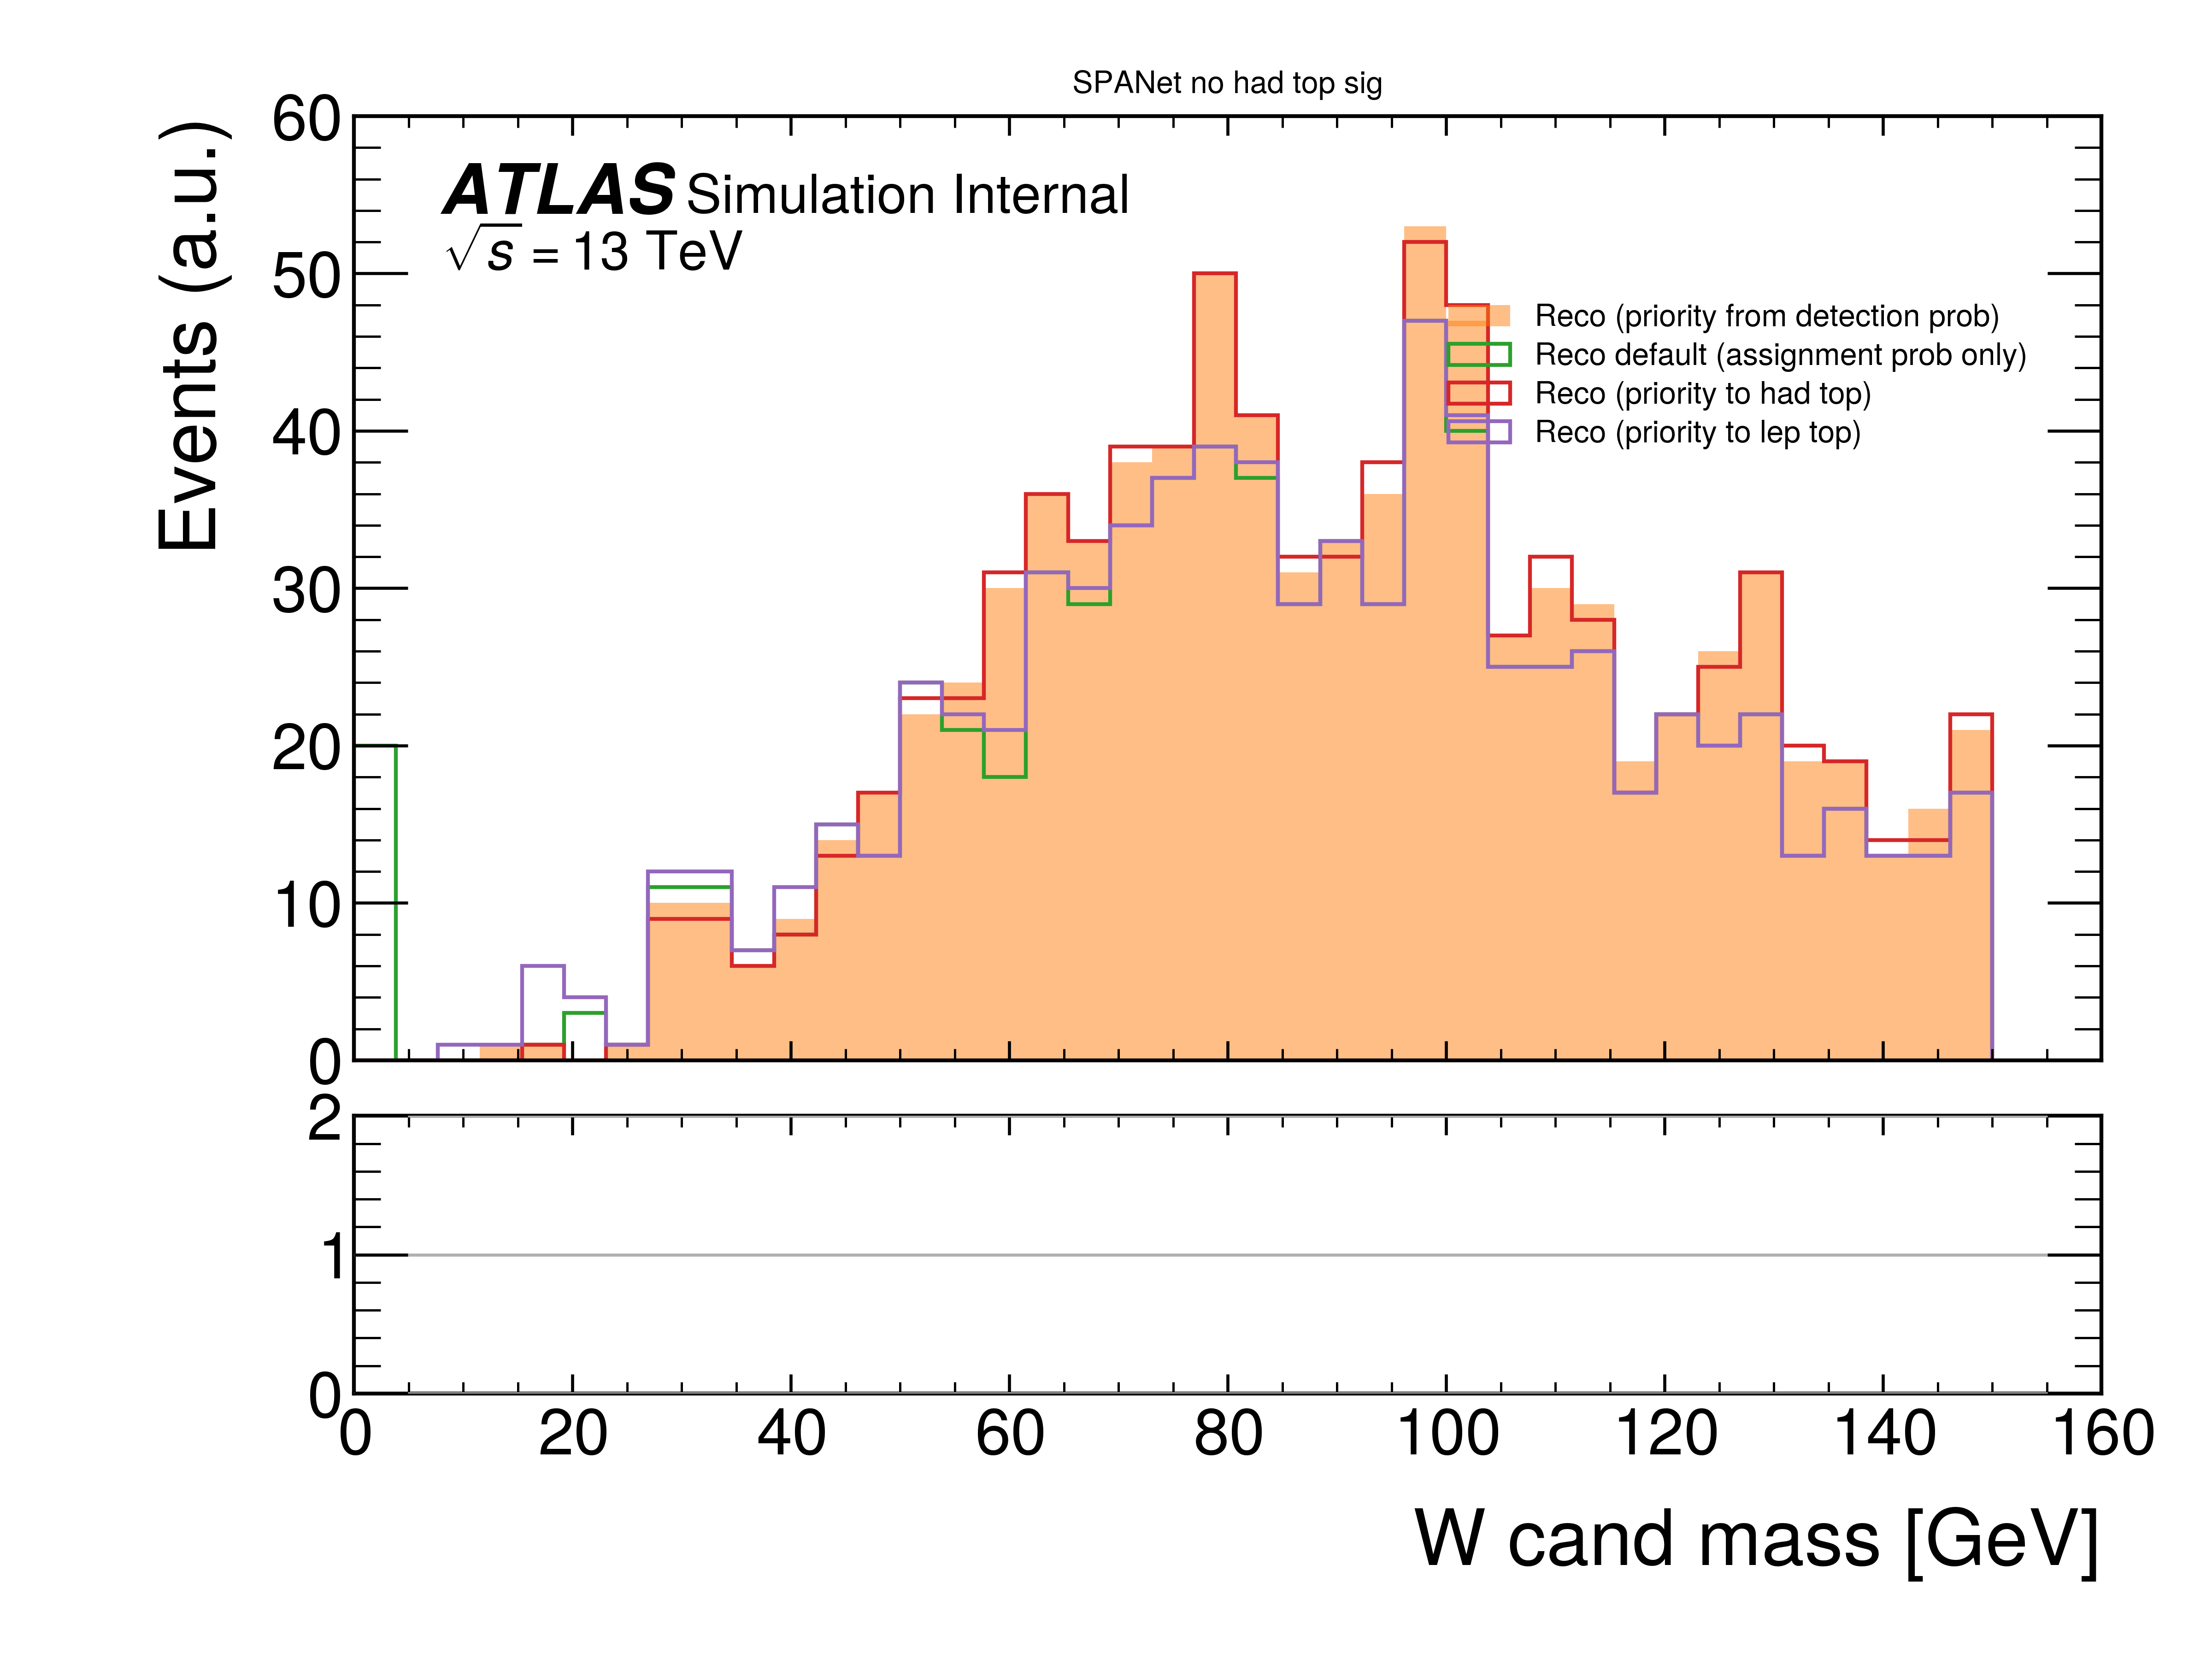 SPANet no had top sig
ATLAS Simulation Internal
√s = 13 TeV
Events (a.u.)
60
50
40
30
20
10
0
Reco (priority from detection prob)
Reco default (assignment prob only)
Reco (priority to had top)
Reco (priority to lep top)
2
1
0
0 20 40 60 80 100 120 140 160
W cand mass [GeV]